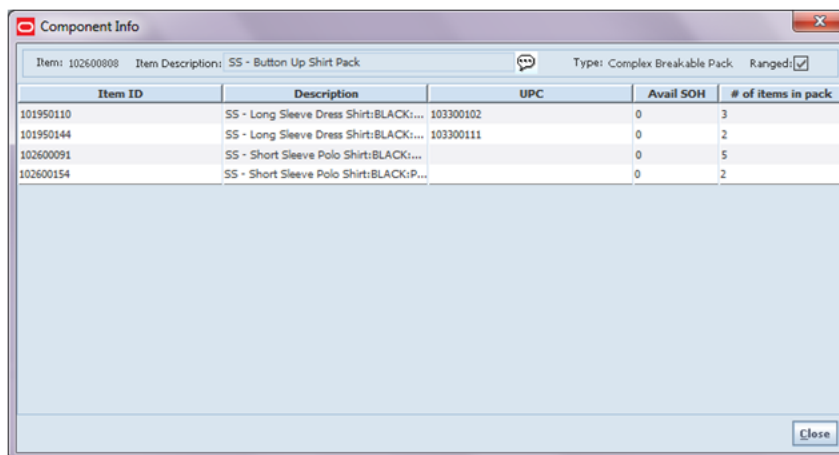 Component Info
Item: 102600808 Item Description: SS - Button Up Shirt Pack Type: Complex Breakable Pack Ranged:
Item ID Description UPC Avail SOH # of items in pack
101950110 SS - Long Sleeve Dress Shirt:BLACK:... 103300102 0 3
101950144 SS - Long Sleeve Dress Shirt:BLACK:... 103300111 0 2
102600091 SS - Short Sleeve Polo Shirt:BLACK:... 0 5
102600154 SS - Short Sleeve Polo Shirt:BLACK:P... 0 2
Close